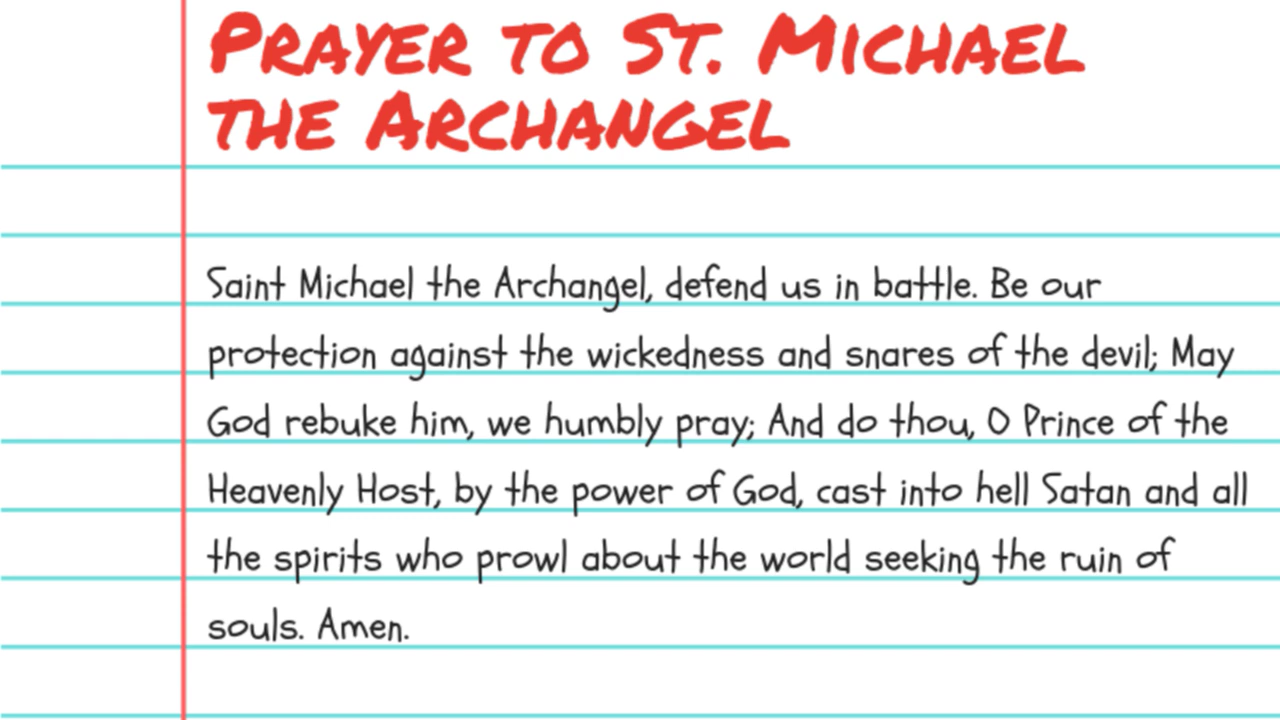 PRAYER TO ST. MICHAEL
THE ARCHANGEL
Saint Michael the Archangel, defend us in battle. Be our
protection against the wickedness and snares of the devil; May
God rebuke him, we humbly pray; And do thou, O Prince of the
Heavenly Host, by the power of God, cast into hell Satan and all
the spirits who prowl about the world seeking the ruin of
souls. Amen.